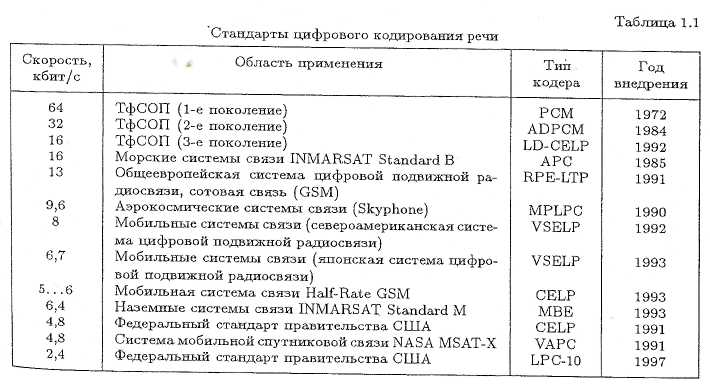 Таблица 1.1
Стандарты цифрового кодирования речи
Скорость, кбит/с Область применения Тип кодера Год внедрения
64 ТфСОП (1-е поколение) PCM 1972
32 ТфСОП (2-е поколение) ADPCM 1984
16 ТфСОП (3-е поколение) LD-CELP 1992
16 Морские системы связи INMARSAT Standard B APC 1985
13 Общеевропейская система цифровой подвижной ра- RPE-LTP 1991
диосвязи, сотовая связь (GSM)
9,6 Аэрокосмические системы связи (Skyphone) MPLPC 1990
8 Мобильные системы связи (североамериканская систе- VSELP 1992
ма цифровой подвижной радиосвязи)
6,7 Мобильные системы связи (японская система цифро- VSELP 1993
вой подвижной радиосвязи)
5...6 Мобильная система связи Half-Rate GSM CELP 1993
6,4 Наземные системы связи INMARSAT Standard M MBE 1993
4,8 Федеральный стандарт правительства США CELP 1991
4,8 Система мобильной спутниковой связи NASA MSAT-X VAPC 1991
2,4 Федеральный стандарт правительства США LPC-10 1997